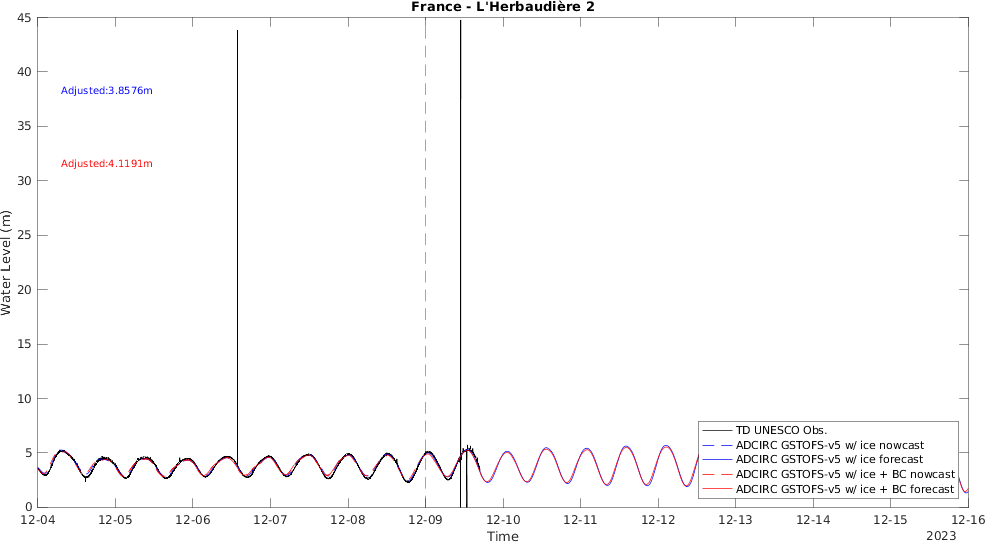 France - L'Herbaudière 2
45
40
35
30
25
20
15
10
5
0
Water Level (m)
Adjusted:3.8576m
Adjusted:4.1191m
TD UNESCO Obs.
ADCIRC GSTOFS-v5 w/ ice nowcast
ADCIRC GSTOFS-v5 w/ ice forecast
ADCIRC GSTOFS-v5 w/ ice + BC nowcast
ADCIRC GSTOFS-v5 w/ ice + BC forecast
12-04 12-05 12-06 12-07 12-08 12-09 12-10 12-11 12-12 12-13 12-14 12-15 12-16
Time
2023